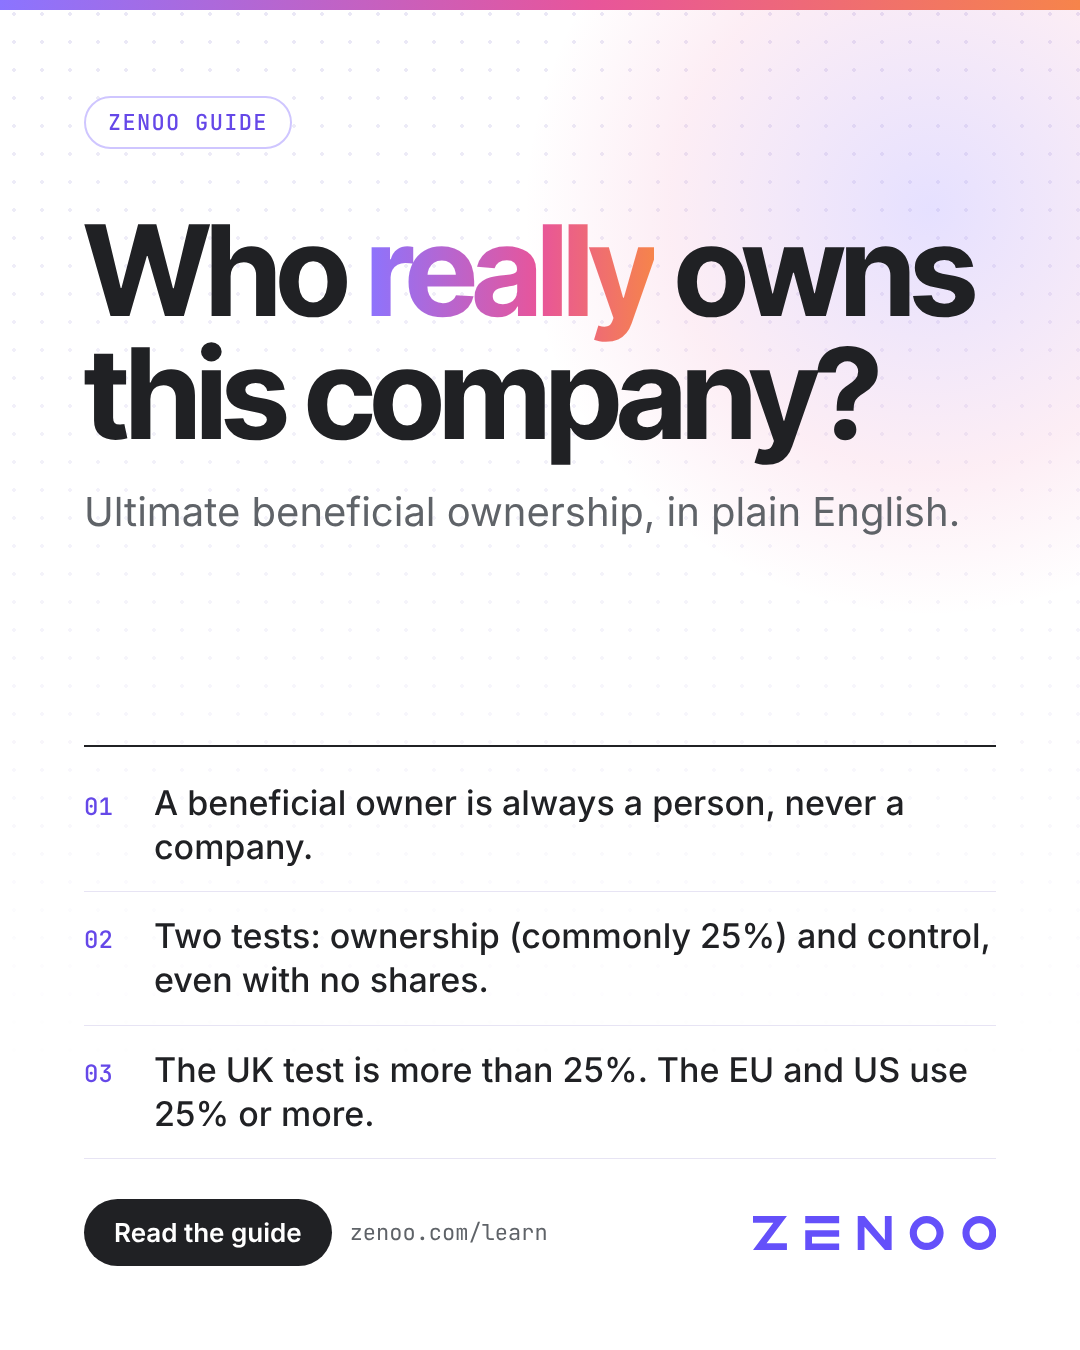 ZENOO GUIDE
Who really owns
this company?
Ultimate beneficial ownership, in plain English.
01 A beneficial owner is always a person, never a
company.
02 Two tests: ownership (commonly 25%) and control,
even with no shares.
03 The UK test is more than 25%. The EU and US use
25% or more.
Read the guide zenoo.com/learn ZENOO